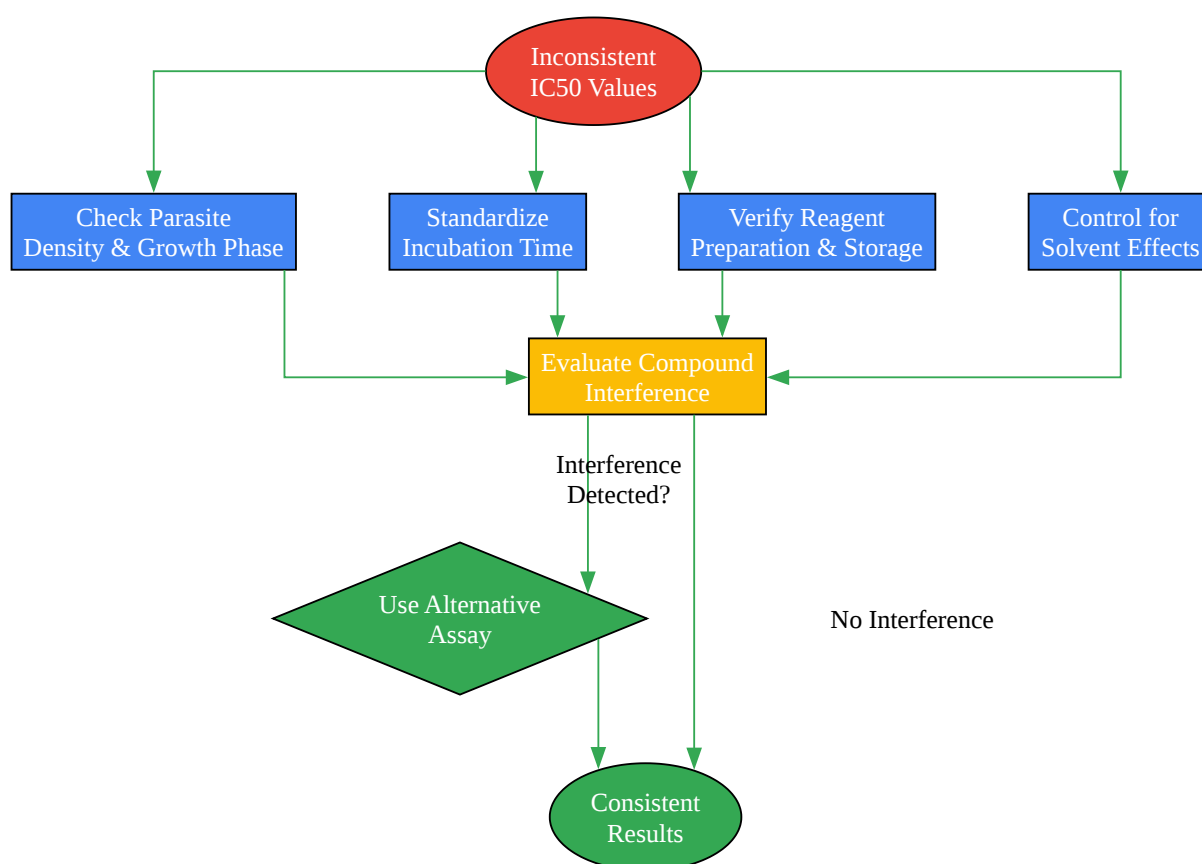 Inconsistent
IC50 Values
Check Parasite
Density & Growth Phase
Standardize
Incubation Time
Verify Reagent
Preparation & Storage
Control for
Solvent Effects
Evaluate Compound
Interference
Interference
Detected?
Use Alternative
Assay
No Interference
Consistent
Results